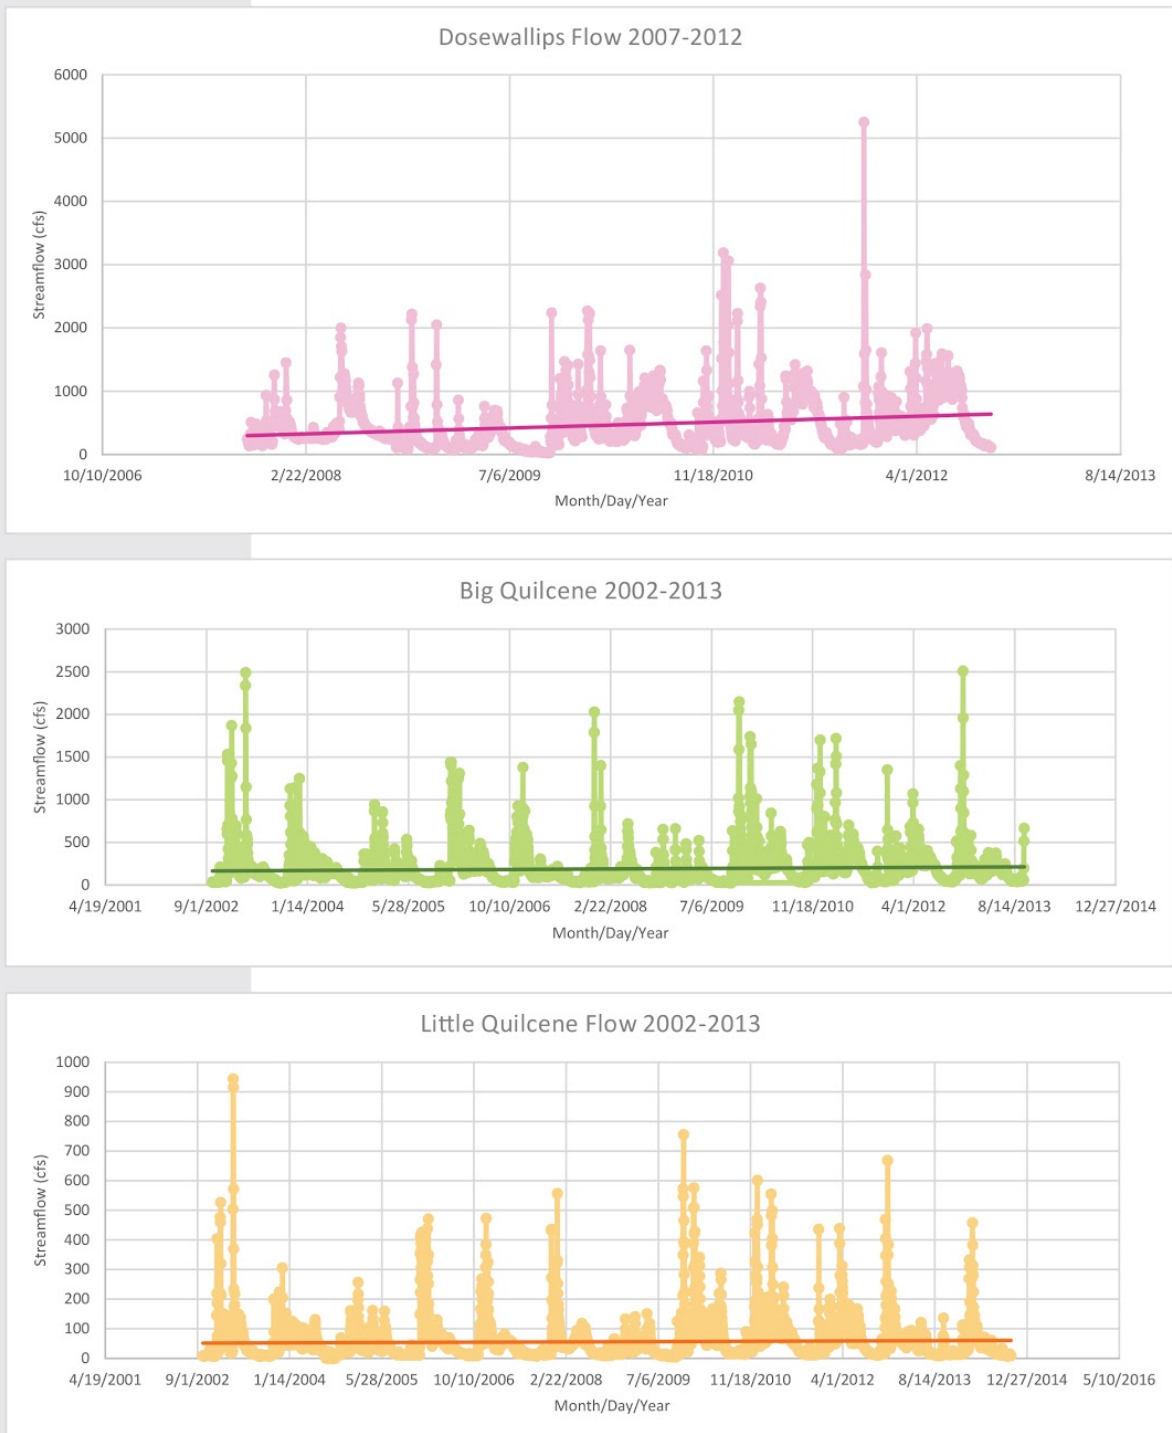 Dosewallips Flow 2007-2012
6000
5000
4000
3000
2000
1000
0
Streamflow (cfs)
10/10/2006 2/22/2008 7/6/2009 11/18/2010 4/1/2012 8/14/2013
Month/Day/Year
Big Quilcene 2002-2013
3000
2500
2000
1500
1000
500
0
Streamflow (cfs)
4/19/2001 9/1/2002 1/14/2004 5/28/2005 10/10/2006 2/22/2008 7/6/2009 11/18/2010 4/1/2012 8/14/2013 12/27/2014
Month/Day/Year
Little Quilcene Flow 2002-2013
1000
900
800
700
600
500
400
300
200
100
0
Streamflow (cfs)
4/19/2001 9/1/2002 1/14/2004 5/28/2005 10/10/2006 2/22/2008 7/6/2009 11/18/2010 4/1/2012 8/14/2013 12/27/2014 5/10/2016
Month/Day/Year